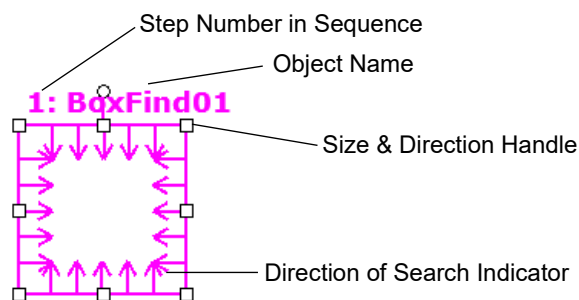 Step Number in Sequence
Object Name
1: BoxFind01
Size & Direction Handle
Direction of Search Indicator